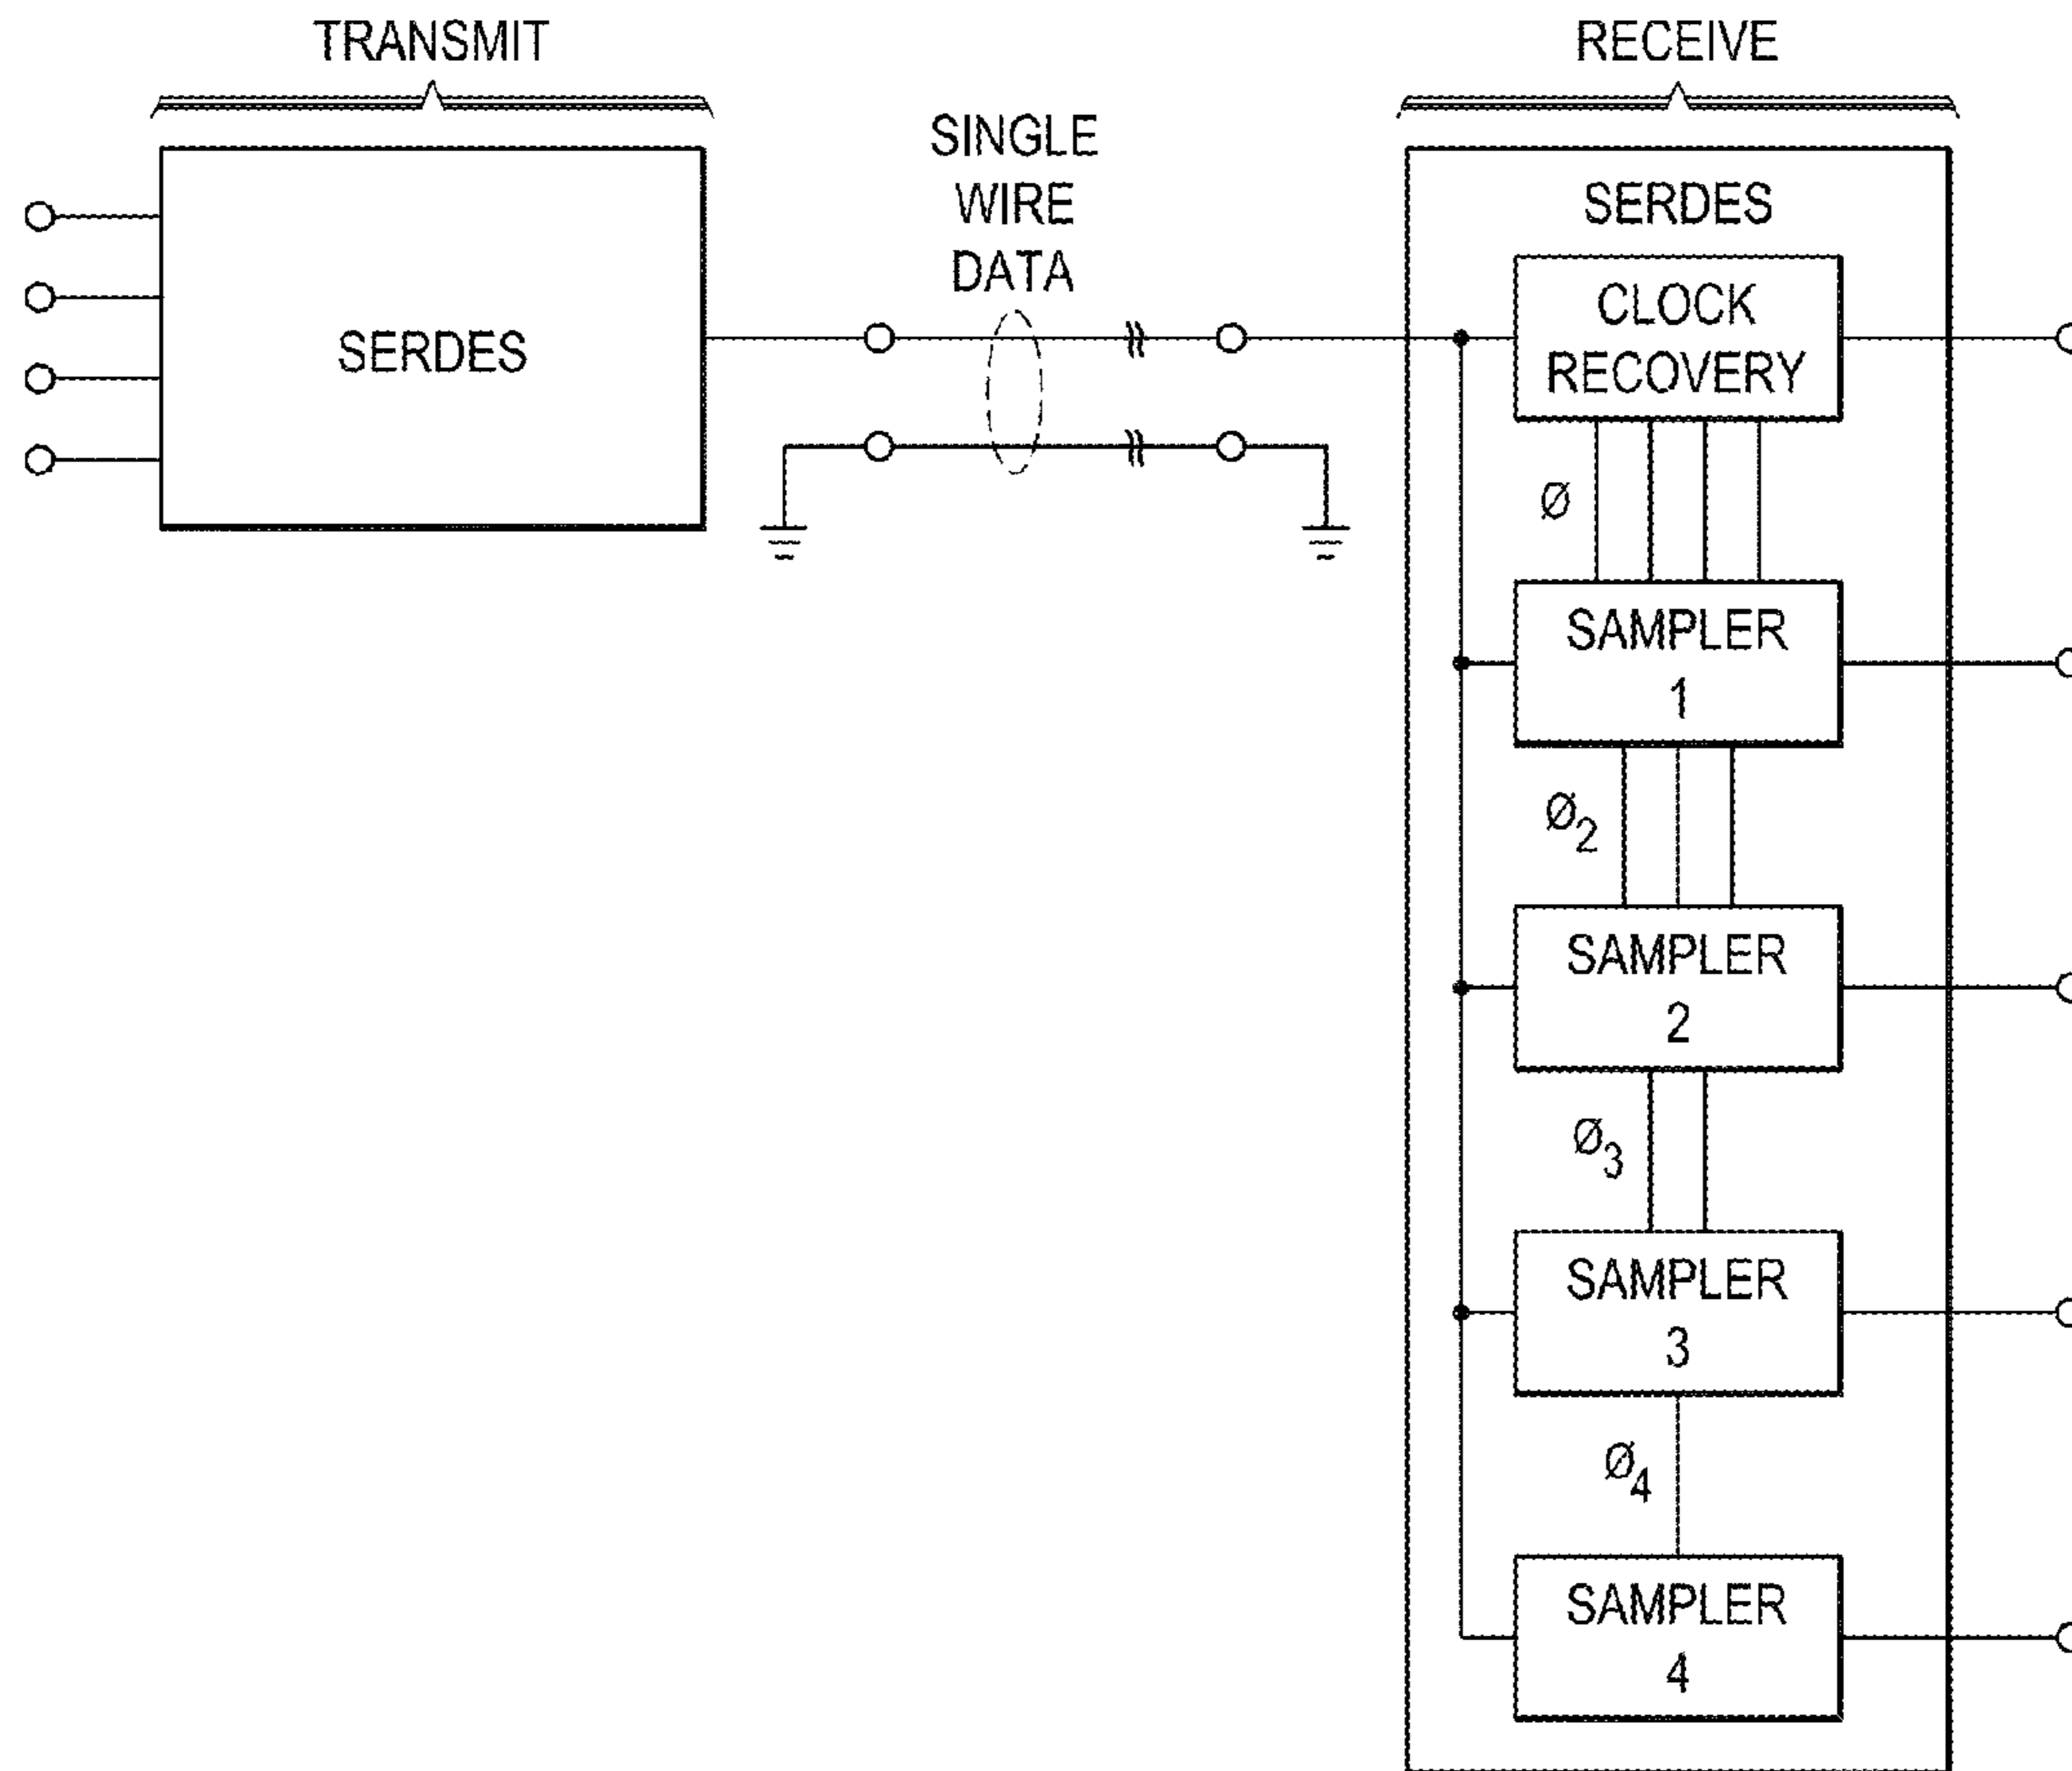 TRANSMIT
SERDES
SINGLE
WIRE
DATA
RECEIVE
SERDES
CLOCK
RECOVERY
Ø
SAMPLER
1
Ø2
SAMPLER
2
Ø3
SAMPLER
3
Ø4
SAMPLER
4